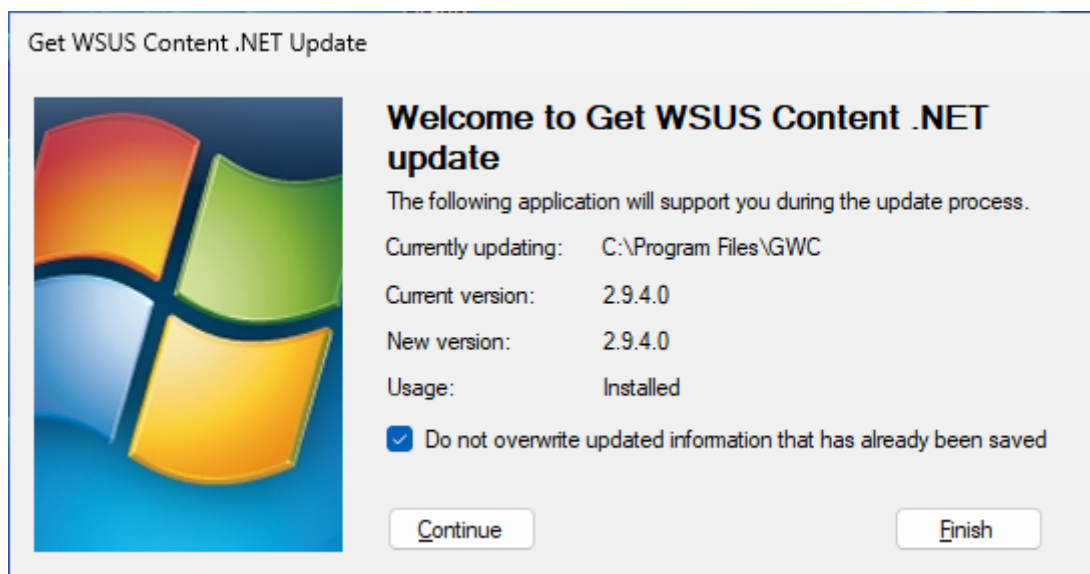 Get WSUS Content .NET Update
Welcome to Get WSUS Content .NET
update
The following application will support you during the update process.
Currently updating: C:\Program Files\GWC
Current version: 2.9.4.0
New version: 2.9.4.0
Usage: Installed
Do not overwrite updated information that has already been saved
Continue Finish